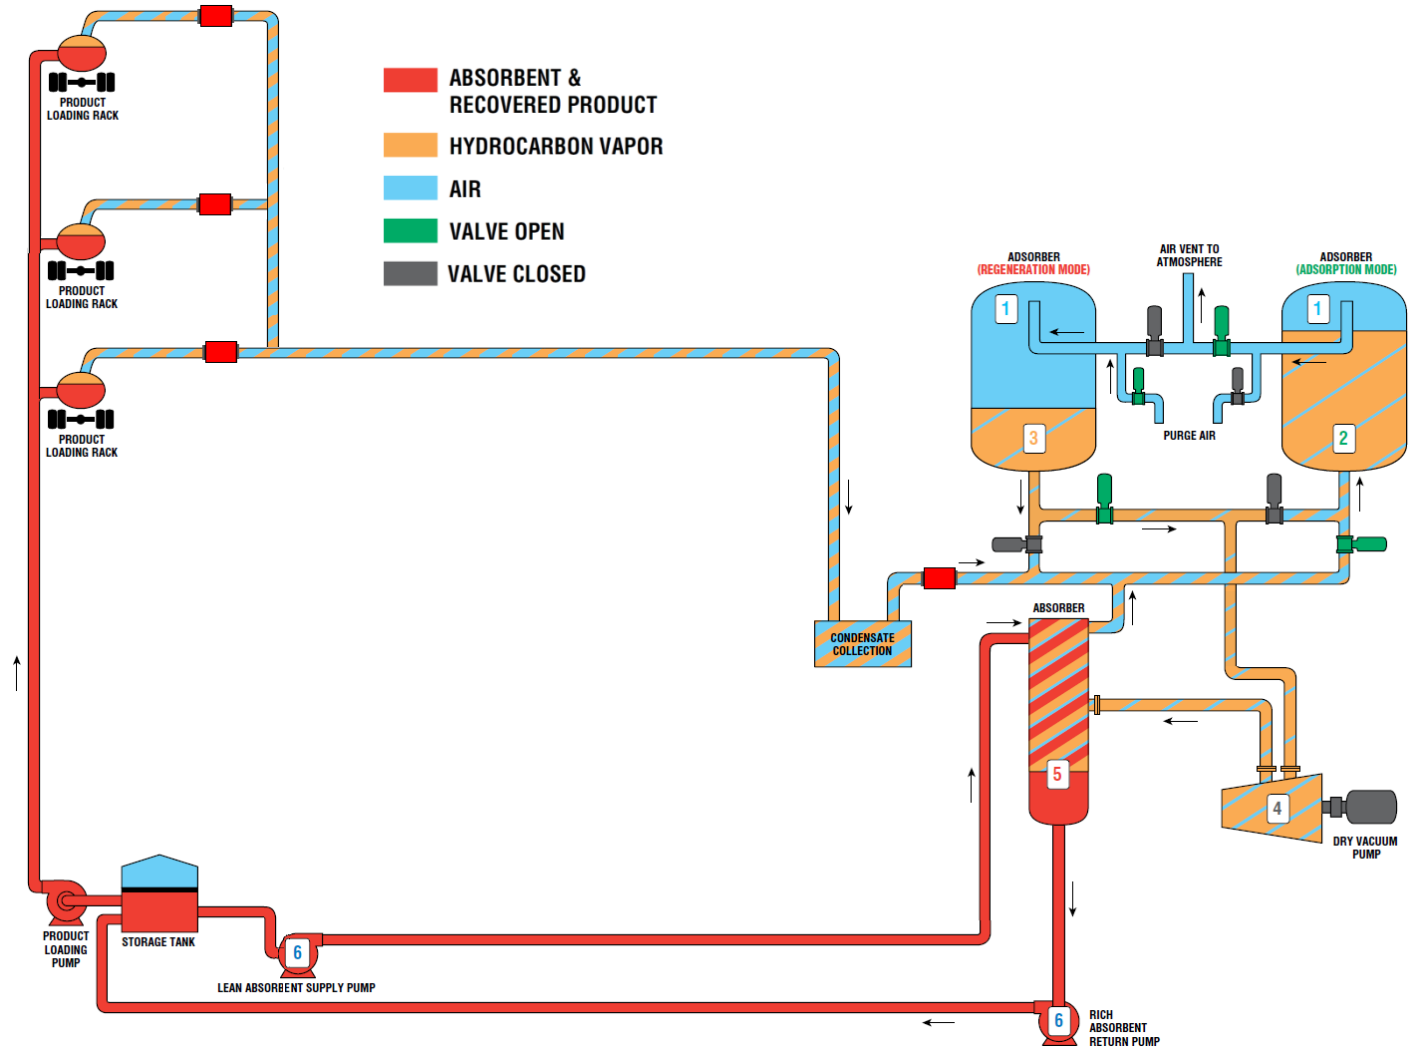 PRODUCT
LOADING RACK
PRODUCT
LOADING RACK
PRODUCT
LOADING RACK
ABSORBENT &
RECOVERED PRODUCT
HYDROCARBON VAPOR
AIR
VALVE OPEN
VALVE CLOSED
ADSORBER
(REGENERATION MODE)
AIR VENT TO
ATMOSPHERE
ADSORBER
(ADSORPTION MODE)
1
1
PURGE AIR
3
2
CONDENSATE
COLLECTION
ABSORBER
5
4
DRY VACUUM
PUMP
PRODUCT
LOADING
PUMP
STORAGE TANK
6
LEAN ABSORBENT SUPPLY PUMP
6
RICH
ABSORBENT
RETURN PUMP